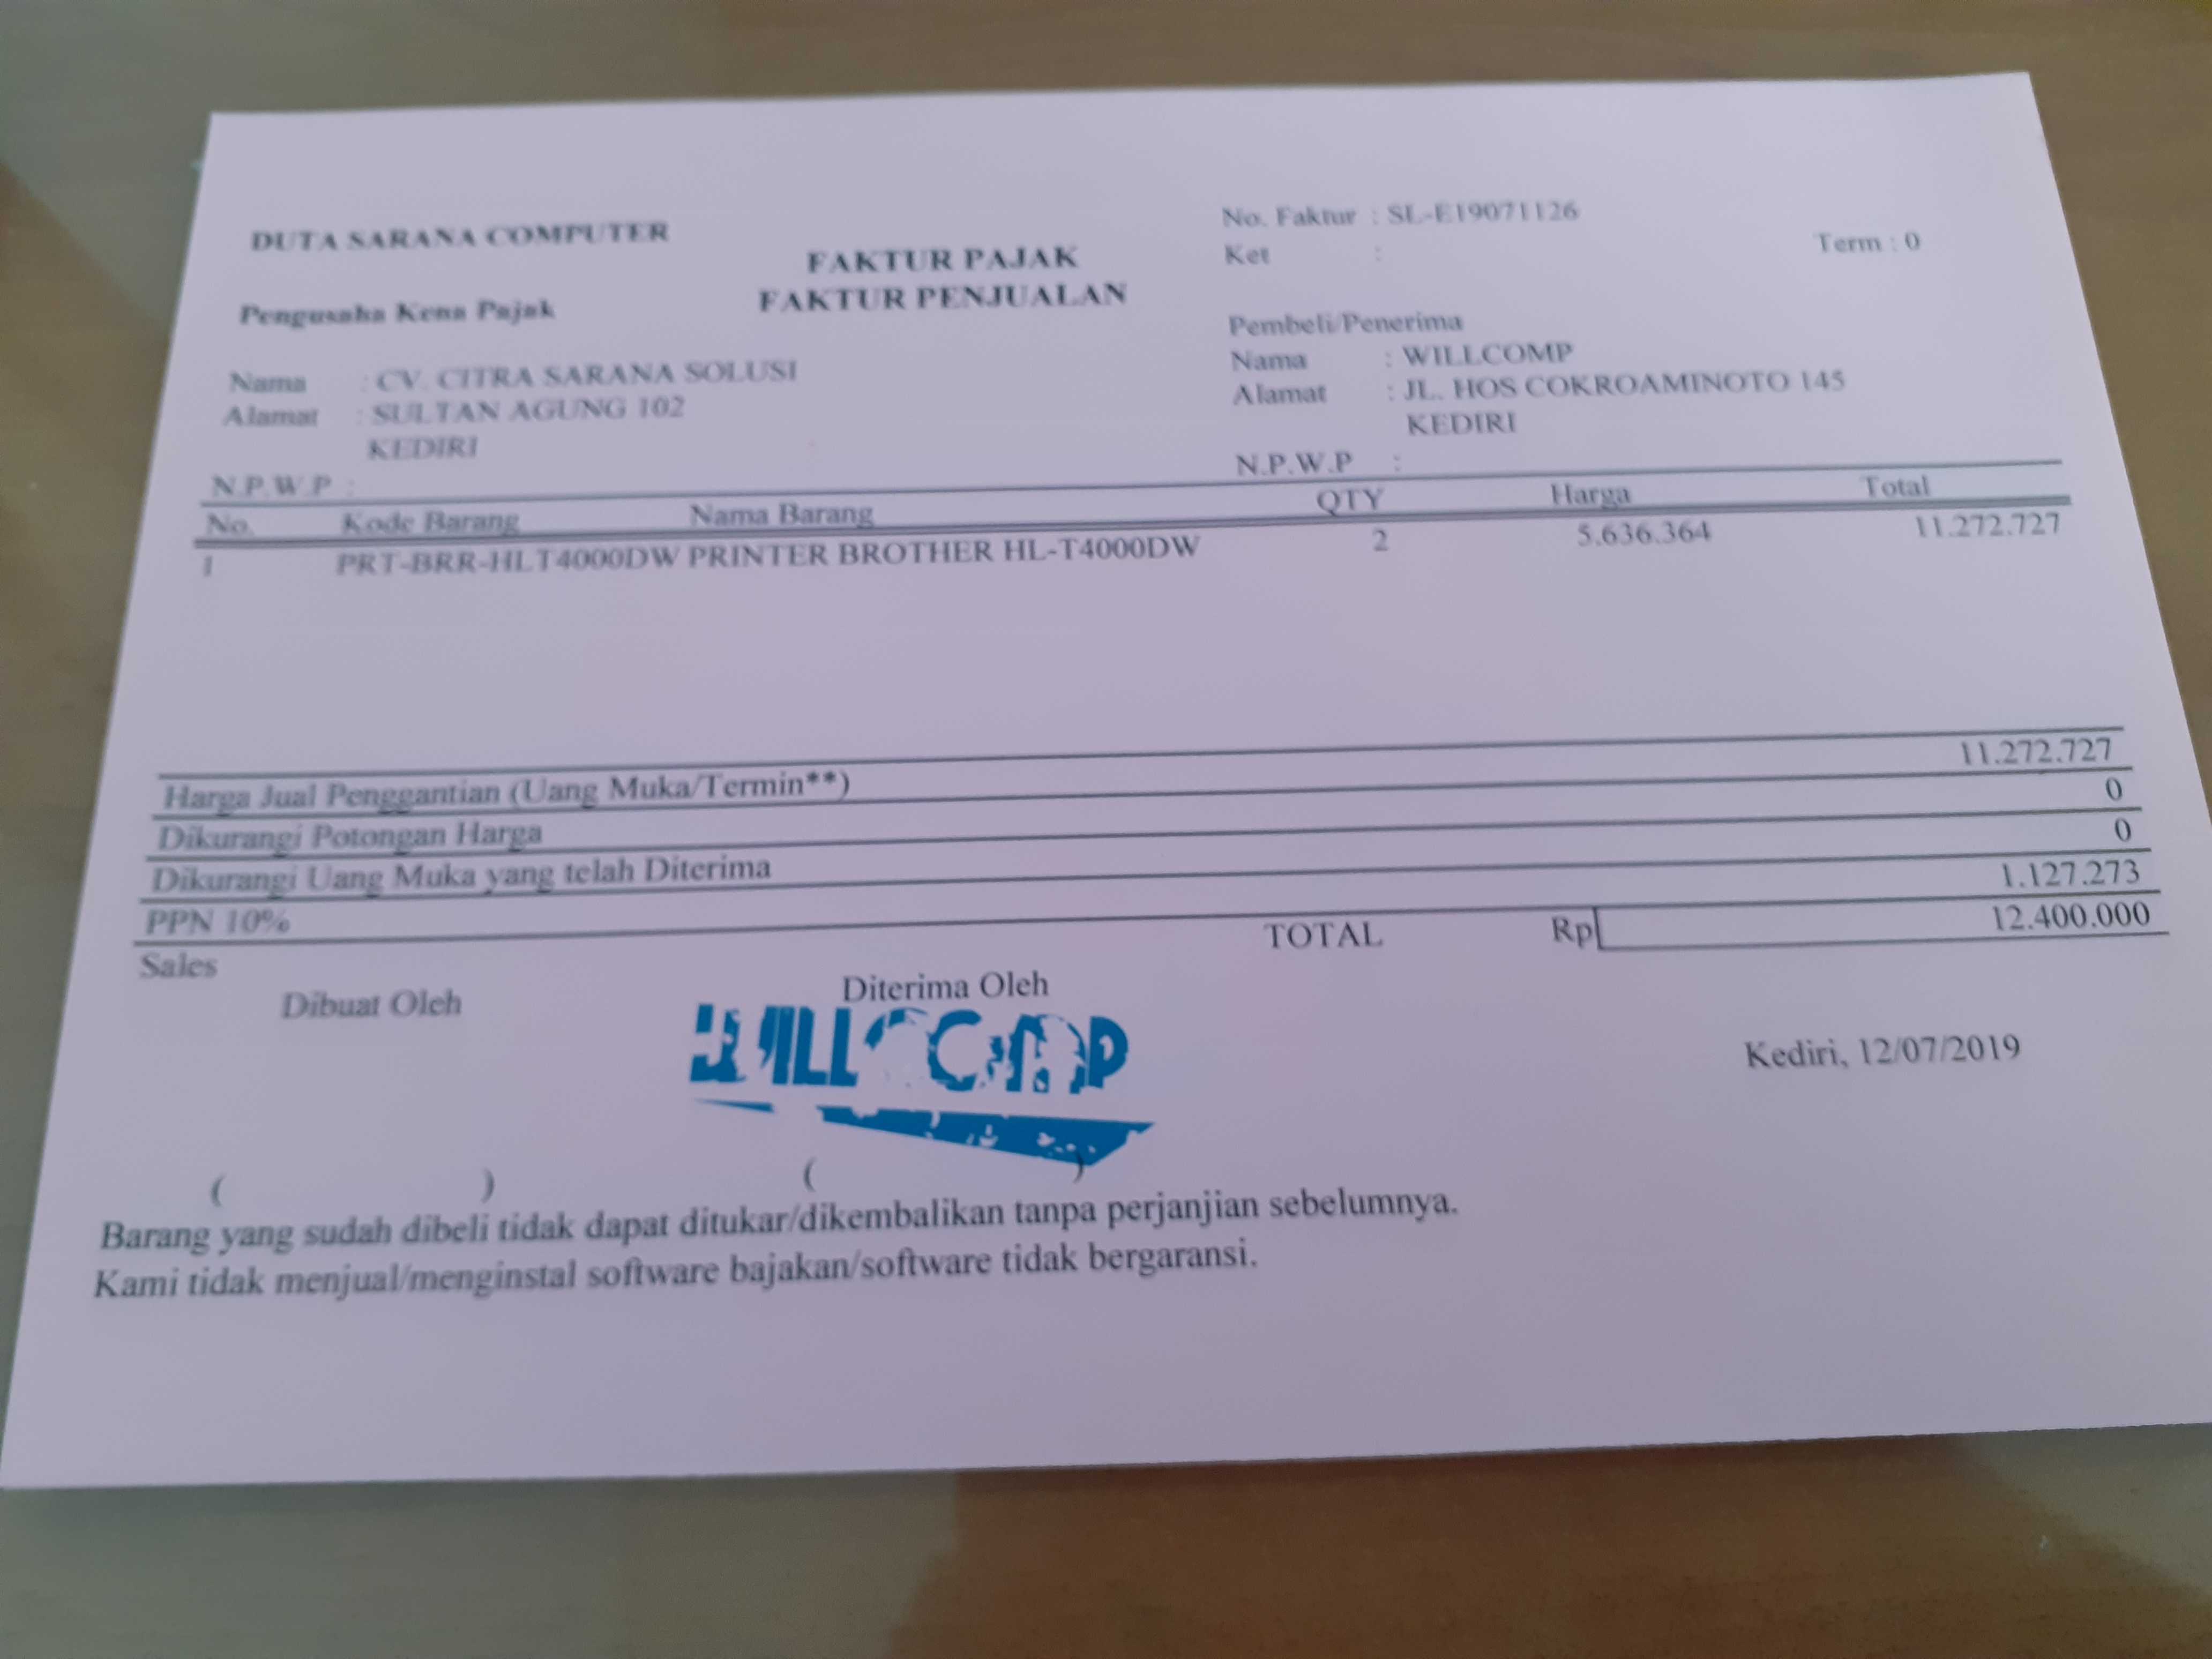 DUTA SARANA COMPUTER
FAKTUR PAJAK
FAKTUR PENJUALAN
No. Faktur : SL-E19071126
Ket :
Term : 0
Pengusaha Kena Pajak
Nama : CV. CITRA SARANA SOLUSI
Alamat : SULTAN AGUNG 102
KEDIRI
N.P.W.P :
Pembeli/Penerima
Nama : WILLCOMP
Alamat : JL. HOS COKROAMINOTO 145
KEDIRI
N.P.W.P :
No. Kode Barang Nama Barang QTY Harga Total
1 PRT-BRR-HLT4000DW PRINTER BROTHER HL-T4000DW 2 5.636.364 11.272.727
Harga Jual Penggantian (Uang Muka/Termin**) 11.272.727
Dikurangi Potongan Harga 0
Dikurangi Uang Muka yang telah Diterima 0
PPN 10% 1.127.273
TOTAL Rp 12.400.000
Sales
Dibuat Oleh
Diterima Oleh
WILLCOMP
Kediri, 12/07/2019
( ) ( )
Barang yang sudah dibeli tidak dapat ditukar/dikembalikan tanpa perjanjian sebelumnya.
Kami tidak menjual/menginstal software bajakan/software tidak bergaransi.